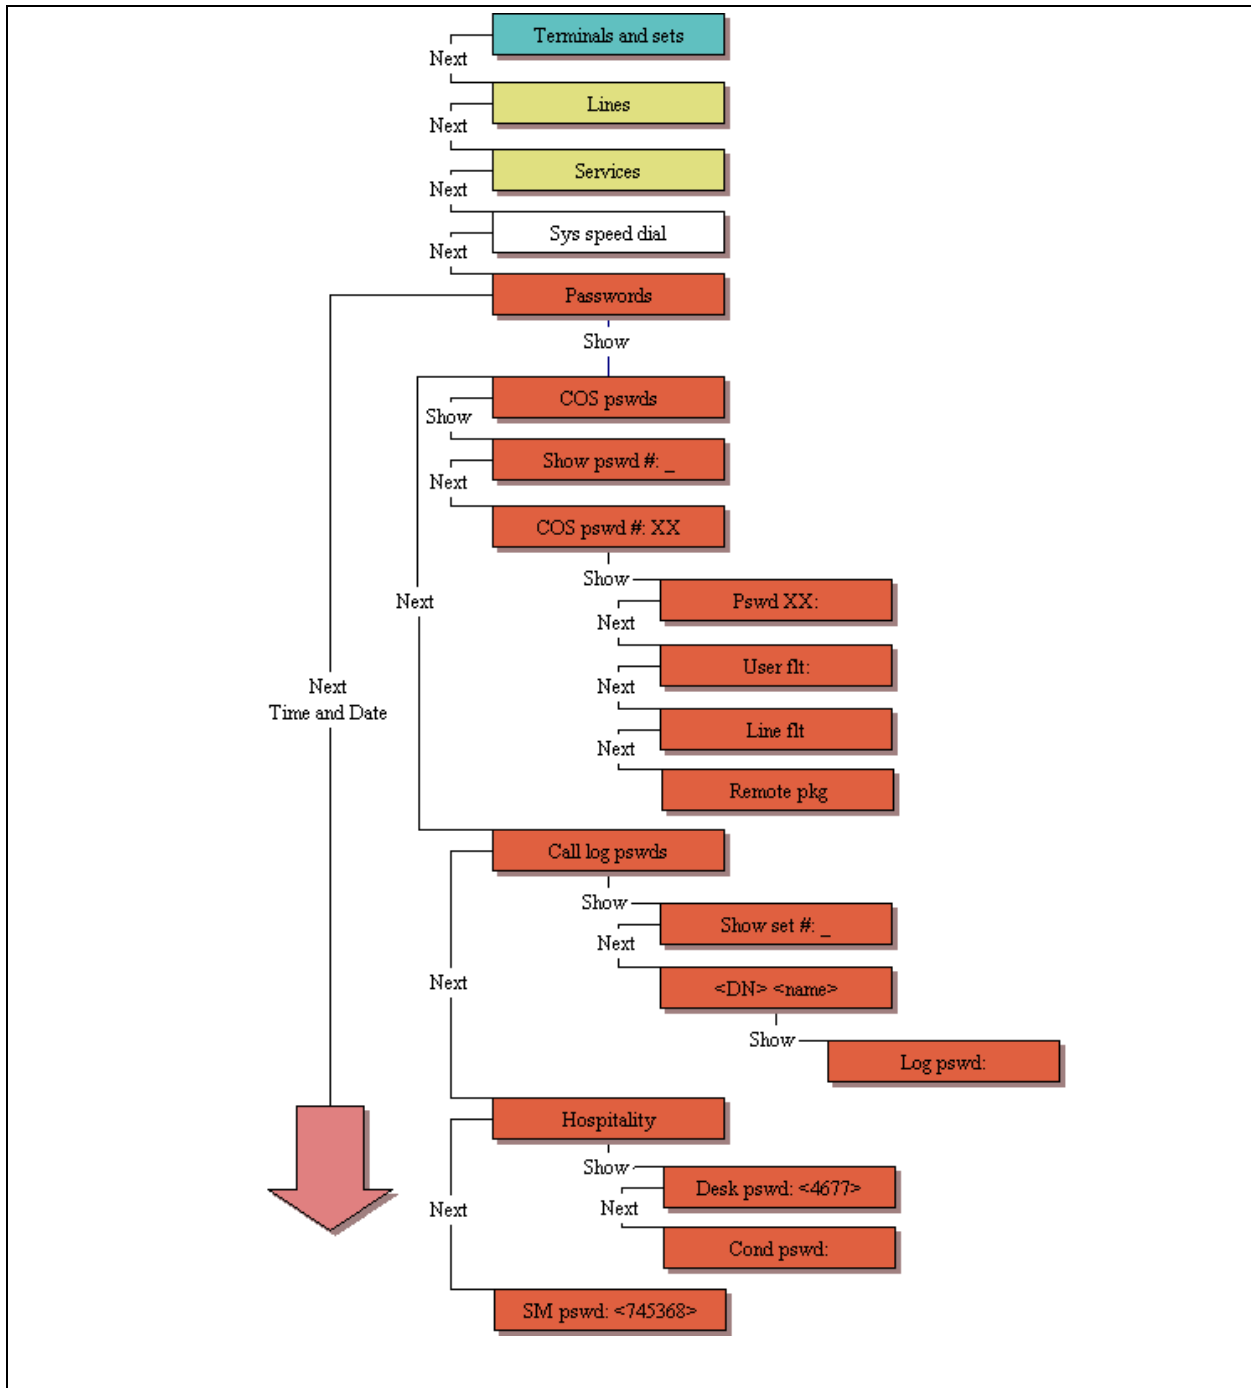 Terminals and sets
Next
Lines
Next
Services
Next
Sys speed dial
Next
Passwords
Show
COS pswds
Show
Show pswd #: _
Next
COS pswd #: XX
Show
Pswd XX:
Next
Next
User flt:
Next
Line flt
Next
Remote pkg
Next
Time and Date
Call log pswds
Show
Show set #: _
Next
<DN> <name>
Show
Log pswd:
Next
Hospitality
Show
Desk pswd: <4677>
Next
Next
Cond pswd:
SM pswd: <745368>